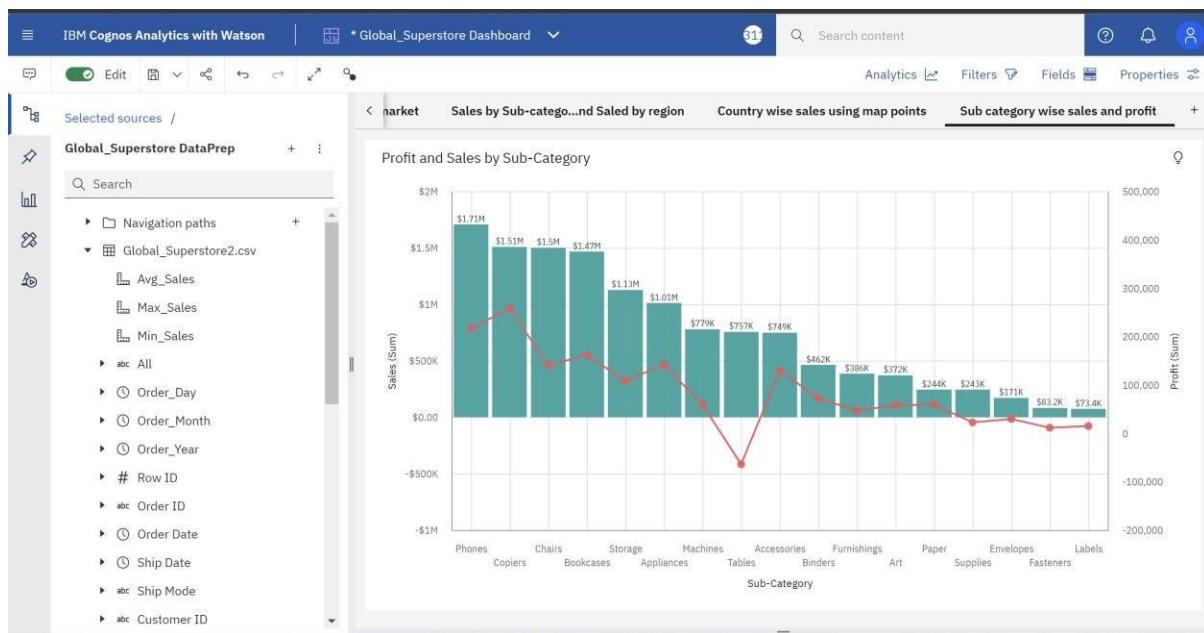 IBM Cognos Analytics with Watson
* Global_Superstore Dashboard
Search content
Edit
Analytics
Filters
Fields
Properties
Selected sources /
Global_Superstore DataPrep
Search
Navigation paths
Global_Superstore2.csv
Avg_Sales
Max_Sales
Min_Sales
abc All
Order_Day
Order_Month
Order_Year
# Row ID
abc Order ID
Order Date
Ship Date
abc Ship Mode
abc Customer ID
Sales by Sub-catego...nd Saled by region
Country wise sales using map points
Sub category wise sales and profit
Profit and Sales by Sub-Category
$2M
$1.5M
$1M
$500K
$0.00
-$500K
-$1M
Sales (Sum)
$1.71M
$1.51M
$1.5M
$1.47M
$1.13M
$1.01M
$779K
$757K
$749K
$462K
$386K
$372K
$244K
$243K
$171K
$83.2K
$73.4K
500,000
400,000
300,000
200,000
100,000
0
-100,000
-200,000
Profit (Sum)
Phones
Copiers
Chairs
Bookcases
Storage
Appliances
Machines
Tables
Accessories
Binders
Furnishings
Art
Paper
Supplies
Envelopes
Fasteners
Labels
Sub-Category